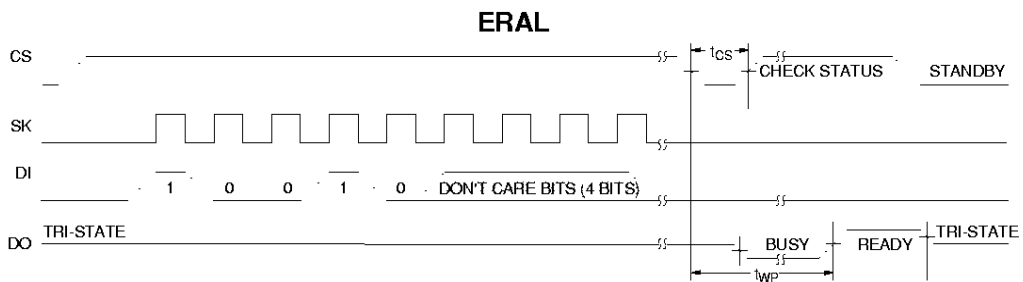 ERAL
CS
tCS
CHECK STATUS
STANDBY
SK
DI
1 0 0 1 0 DON'T CARE BITS (4 BITS)
DO
TRI-STATE
BUSY
READY
TRI-STATE
tWP